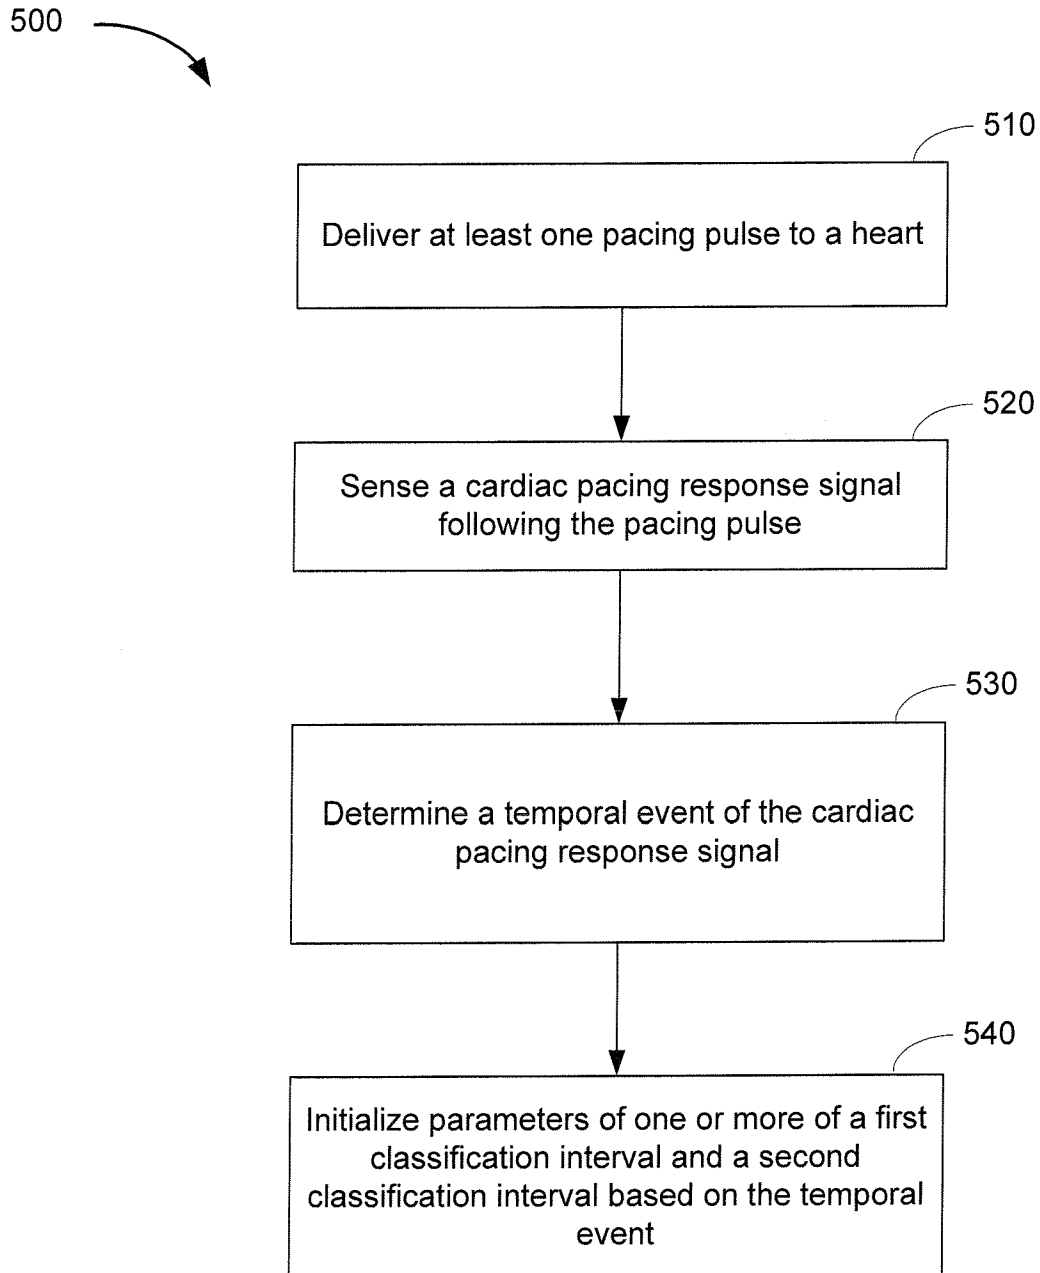 500
510
Deliver at least one pacing pulse to a heart
520
Sense a cardiac pacing response signal
following the pacing pulse
530
Determine a temporal event of the cardiac
pacing response signal
540
Initialize parameters of one or more of a first
classification interval and a second
classification interval based on the temporal
event